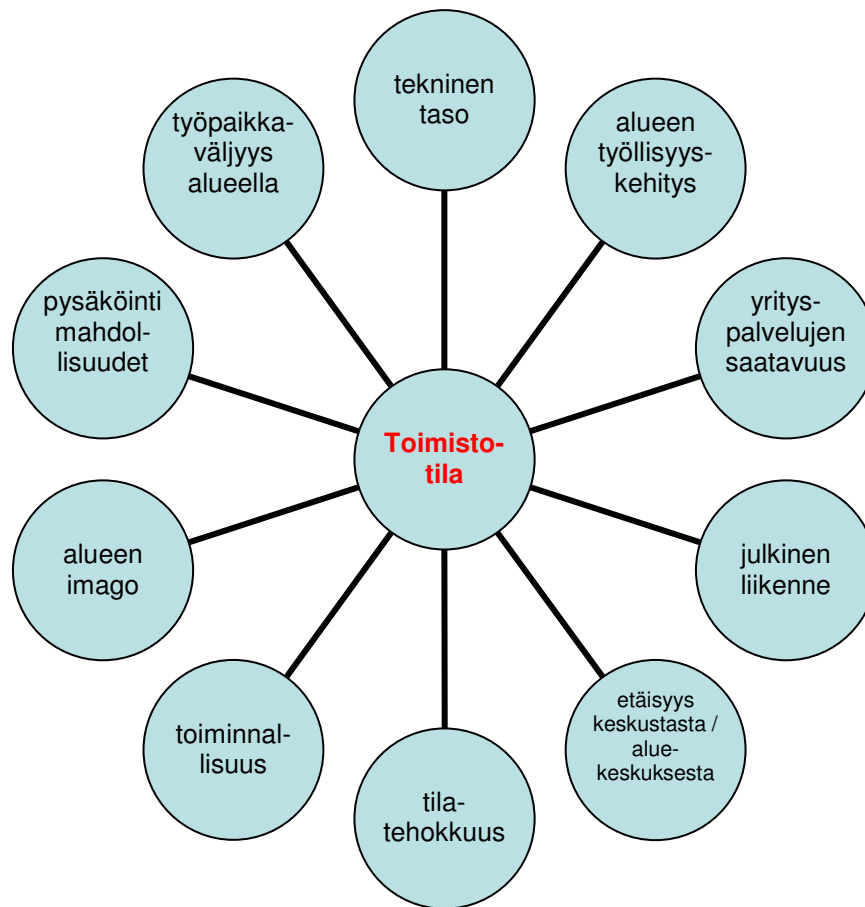 tekninen
taso
alueen
työllisyys-
kehitys
yritys-
palvelujen
saatavuus
julkinen
liikenne
etäisyys
keskustasta /
alue-
keskuksesta
tila-
tehokkuus
toiminnal-
lisuus
alueen
imago
pysäköinti
mahdol-
lisuudet
työpaikka-
väljyys
alueella
Toimisto-
tila